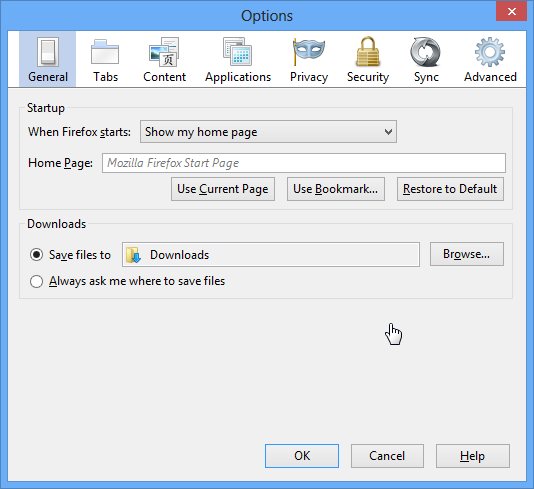 Options
General Tabs Content Applications Privacy Security Sync Advanced
Startup
When Firefox starts: Show my home page
Home Page: Mozilla Firefox Start Page
Use Current Page Use Bookmark... Restore to Default
Downloads
Save files to Downloads Browse...
Always ask me where to save files
OK Cancel Help